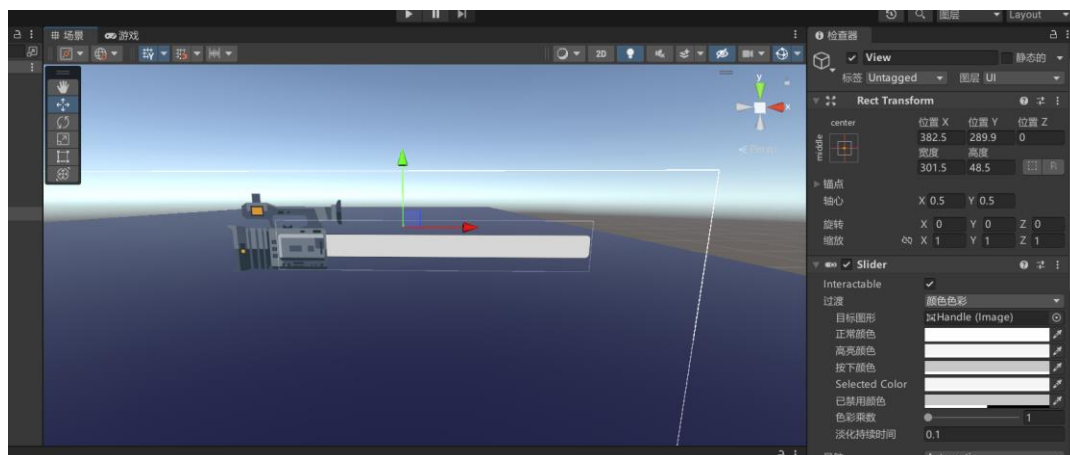 图层 Layout
场景 游戏 检查器
2D
View 静态的
标签 Untagged 图层 UI
Rect Transform
center 位置 X 位置 Y 位置 Z
middle 382.5 289.9 0
宽度 高度
301.5 48.5 R
锚点
轴心 X 0.5 Y 0.5
旋转 X 0 Y 0 Z 0
缩放 X 1 Y 1 Z 1
Slider
Interactable
过渡 颜色色彩
目标图形 Handle (Image)
正常颜色
高亮颜色
按下颜色
Selected Color
已禁用颜色
色彩乘数 1
淡化持续时间 0.1
y
x
Persp